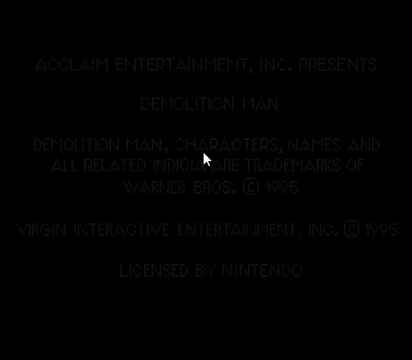 ACCLAIM ENTERTAINMENT, INC. PRESENTS
DEMOLITION MAN
DEMOLITION MAN, CHARACTERS, NAMES AND
ALL RELATED INDICIA ARE TRADEMARKS OF
WARNER BROS. © 1995
VIRGIN INTERACTIVE ENTERTAINMENT, INC. © 1995
LICENSED BY NINTENDO